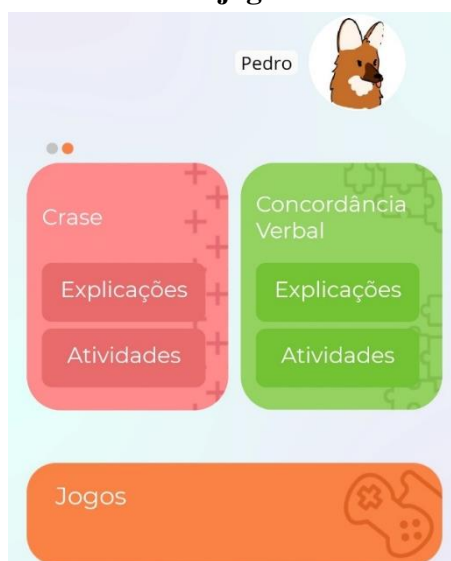 Pedro
Crase
Explicações
Atividades
Concordância
Verbal
Explicações
Atividades
Jogos